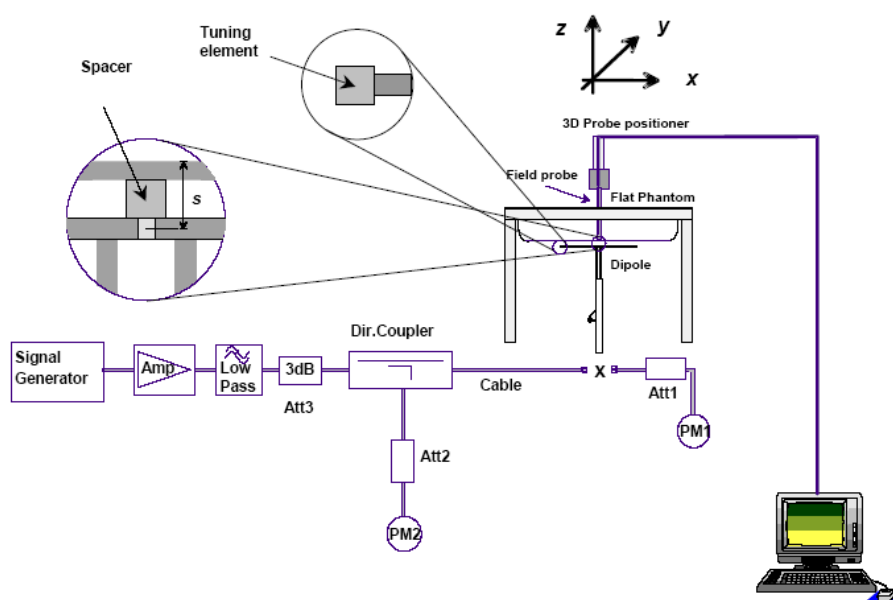 Tuning
element
Spacer
s
z
y
x
3D Probe positioner
Field probe
Flat Phantom
Dipole
Dir.Coupler
Signal
Generator
Amp
Low
Pass
3dB
Att3
Cable
X
Att1
PM1
Att2
PM2